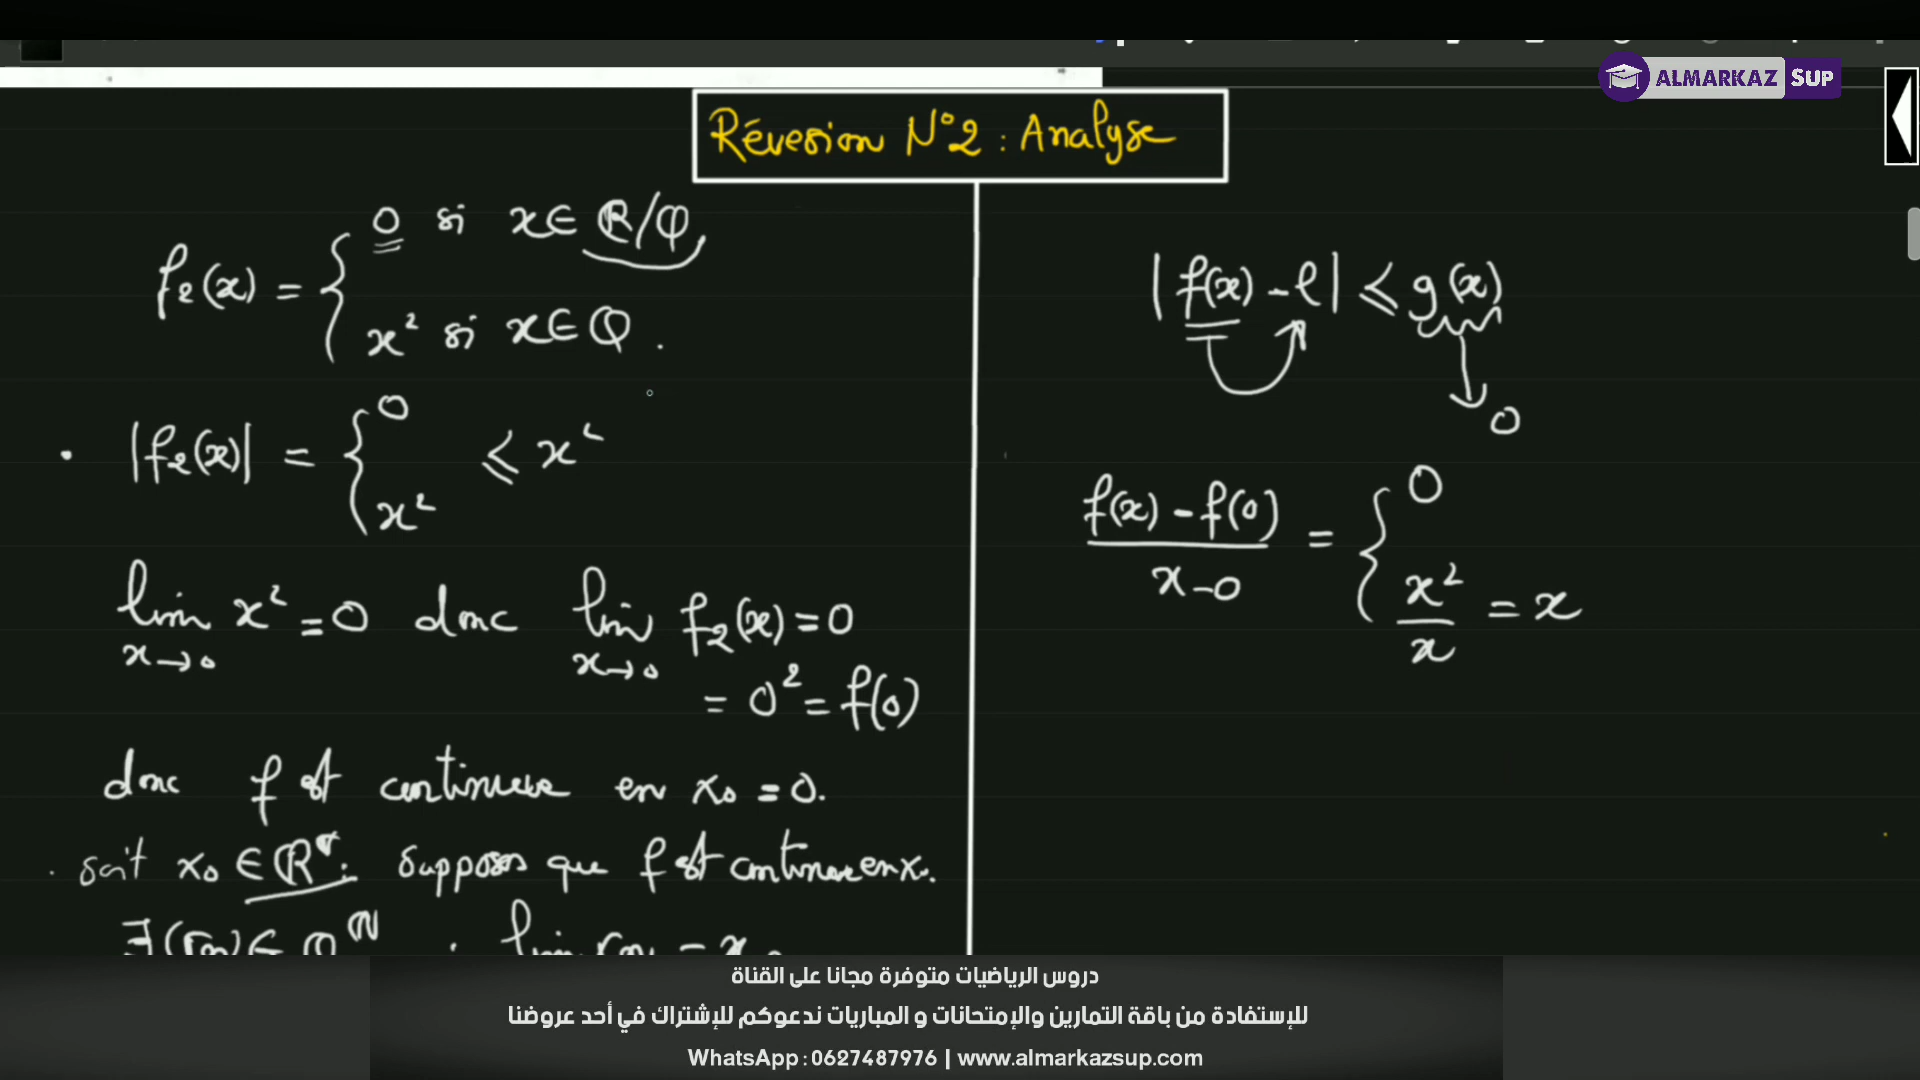 ALMARKAZ SUP
Révesion N°2 : Analyse
f₂(x) = { 0 si x ∈ ℝ/ℚ
x² si x ∈ ℚ .
• |f₂(x)| = { 0
x² ⩽ x²
lim x→0 x² = 0 donc lim x→0 f₂(x) = 0
= 0² = f(0)
donc f est continue en x₀ = 0.
. soit x₀ ∈ ℝ*. Supposons que f est continue en x₀.
|f(x) - ℓ| ⩽ g(x)
↓ 0
f(x) - f(0) / x - 0 = { 0
x² / x = x
دروس الرياضيات متوفرة مجانا على القناة
للإستفادة من باقة التمارين والإمتحانات و المباريات ندعوكم للإشتراك في أحد عروضنا
WhatsApp : 0627487976 | www.almarkazsup.com